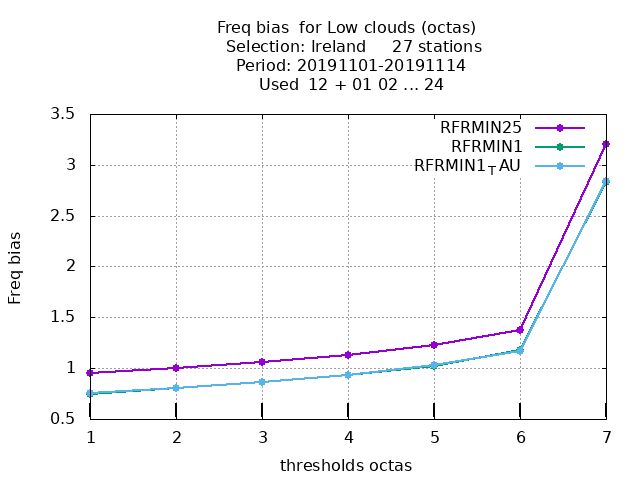 Freq bias  for Low clouds (octas)
Selection: Ireland     27 stations
Period: 20191101-20191114
Used  12 + 01 02 ... 24
3.5
3
2.5
2
1.5
1
0.5
Freq bias
RFRMIN25
RFRMIN1
RFRMIN1TAU
1 2 3 4 5 6 7
thresholds octas